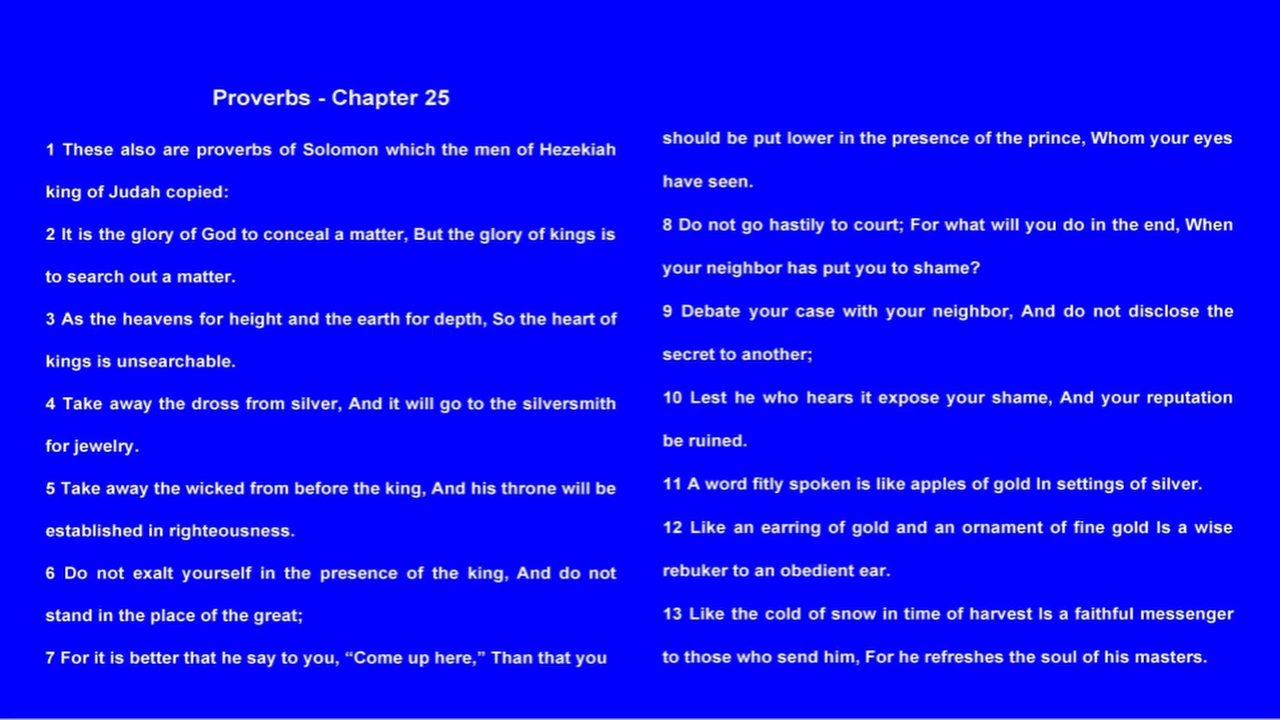 Proverbs - Chapter 25
1 These also are proverbs of Solomon which the men of Hezekiah
king of Judah copied:
2 It is the glory of God to conceal a matter, But the glory of kings is
to search out a matter.
3 As the heavens for height and the earth for depth, So the heart of
kings is unsearchable.
4 Take away the dross from silver, And it will go to the silversmith
for jewelry.
5 Take away the wicked from before the king, And his throne will be
established in righteousness.
6 Do not exalt yourself in the presence of the king, And do not
stand in the place of the great;
7 For it is better that he say to you, “Come up here,” Than that you
should be put lower in the presence of the prince, Whom your eyes
have seen.
8 Do not go hastily to court; For what will you do in the end, When
your neighbor has put you to shame?
9 Debate your case with your neighbor, And do not disclose the
secret to another;
10 Lest he who hears it expose your shame, And your reputation
be ruined.
11 A word fitly spoken is like apples of gold In settings of silver.
12 Like an earring of gold and an ornament of fine gold Is a wise
rebuker to an obedient ear.
13 Like the cold of snow in time of harvest Is a faithful messenger
to those who send him, For he refreshes the soul of his masters.